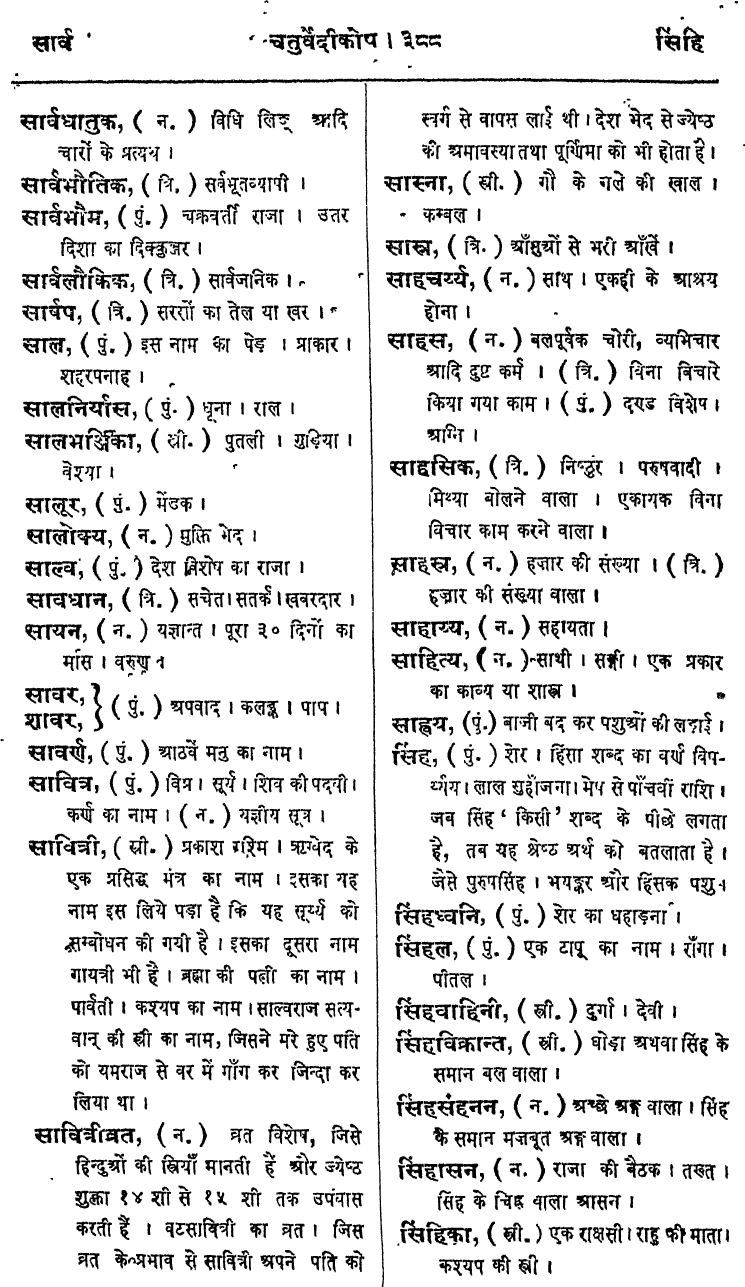 सार्व चतुर्वेदीकोष । ३८८ सिंहि
सार्वधातुक, ( न. ) विधि लिङ् आदि
चारों के प्रत्यय ।
सार्वभौतिक, ( त्रि. ) सर्वभूतव्यापी ।
सार्वभौम, ( पुं. ) चक्रवर्ती राजा । उतर
दिशा का दिक्कुञ्जर ।
सार्वलौकिक, ( त्रि. ) सार्वजनिक ।
सार्षप, ( त्रि. ) सरसों का तेल या खर ।
साल, ( पुं. ) इस नाम का पेड़ । प्राकार ।
शहरपनाह ।
सालनिर्यास, ( पुं. ) धूना । राल ।
सालभञ्जिका, ( स्त्री. ) पुतली । गुड़िया ।
वेश्या ।
सालूर, ( पुं. ) मेंडक ।
सालोक्य, ( न. ) मुक्ति भेद ।
साल्व, ( पुं. ) देश विशेष का राजा ।
सावधान, ( त्रि. ) सचेत । सतर्क । खबरदार ।
सायन, ( न. ) यज्ञान्त । पूरा ३० दिनों का
मास । वरुण ।
सावर,
शावर, } ( पुं. ) अपवाद । कलङ्क । पाप ।
सावर्ण, ( पुं. ) आठवें मनु का नाम ।
सावित्र, ( पुं. ) विप्र । सूर्य । शिव की पदवी ।
कर्ण का नाम । ( न. ) यज्ञीय सूत्र ।
सावित्री, ( स्त्री. ) प्रकाश रश्मि । ऋग्वेद के
एक प्रसिद्ध मंत्र का नाम । इसका यह
नाम इस लिये पड़ा है कि यह सूर्य्य को
सम्बोधन की गयी है । इसका दूसरा नाम
गायत्री भी है । ब्रह्मा की पत्नी का नाम ।
पार्वती । कश्यप का नाम । साल्वराज सत्य-
वान् की स्त्री का नाम, जिसने मरे हुए पति
को यमराज से वर में माँग कर जिन्दा कर
लिया था ।
सावित्रीव्रत, ( न. ) व्रत विशेष, जिसे
हिन्दुओं की स्त्रियाँ मानती हैं और ज्येष्ठ
शुक्ला १४ शी से १५ शी तक उपवास
करती हैं । वटसावित्री का व्रत । जिस
व्रत के प्रभाव से सावित्री अपने पति को
स्वर्ग से वापस लाई थी । देश भेद से ज्येष्ठ
की अमावस्या तथा पूर्णिमा को भी होता है ।
सास्ना, ( स्त्री. ) गौ के गले की खाल ।
कम्बल ।
सास्र, ( त्रि. ) आँसुओं से भरी आँखें ।
साहचर्य्य, ( न. ) साथ । एकही के आश्रय
होना ।
साहस, ( न. ) बलपूर्वक चोरी, व्यभिचार
आदि दुष्ट कर्म । ( त्रि. ) विना विचारे
किया गया काम । ( पुं. ) दण्ड विशेष ।
अग्नि ।
साहसिक, ( त्रि. ) निष्ठुर । परुषवादी ।
मिथ्या बोलने वाला । एकायक विना
विचार काम करने वाला ।
साहस्र, ( न. ) हज़ार की संख्या । ( त्रि. )
हज़ार की संख्या वाला ।
साहाय्य, ( न. ) सहायता ।
साहित्य, ( न. ) साथी । सङ्गी । एक प्रकार
का काव्य या शास्त्र ।
साह्वय, (पुं.) बाजी बद कर पशुओं की लड़ाई ।
सिंह, ( पुं. ) शेर । हिंसा शब्द का वर्ण विप-
र्य्यय । लाल गुहांजना । मेष से पाँचवीं राशि ।
जब सिंह ‘ किसी ’ शब्द के पीछे लगता
है, तब यह श्रेष्ठ अर्थ को बतलाता है ।
जैसे पुरुषसिंह । भयङ्कर और हिंसक पशु ।
सिंहध्वनि, ( पुं. ) शेर का धहाड़ना ।
सिंहल, ( पुं. ) एक टापू का नाम । राँगा ।
पीतल ।
सिंहवाहिनी, ( स्त्री. ) दुर्गा । देवी ।
सिंहविक्रान्त, ( स्त्री. ) घोड़ा अथवा सिंह के
समान बल वाला ।
सिंहसंहनन, ( न. ) अच्छे अङ्ग वाला । सिंह
के समान मजबूत अङ्ग वाला ।
सिंहासन, ( न. ) राजा की बैठक । तख्त ।
सिंह के चिह्न वाला आसन ।
सिंहिका, ( स्त्री. ) एक राक्षसी । राहु की माता ।
कश्यप की स्त्री ।